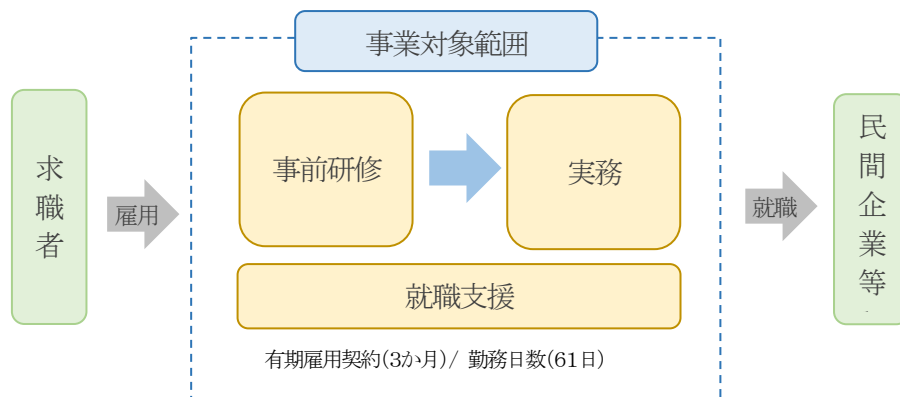 事業対象範囲
求職者
雇用
事前研修
実務
就職支援
有期雇用契約(3か月)/ 勤務日数(61日)
就職
民間企業等